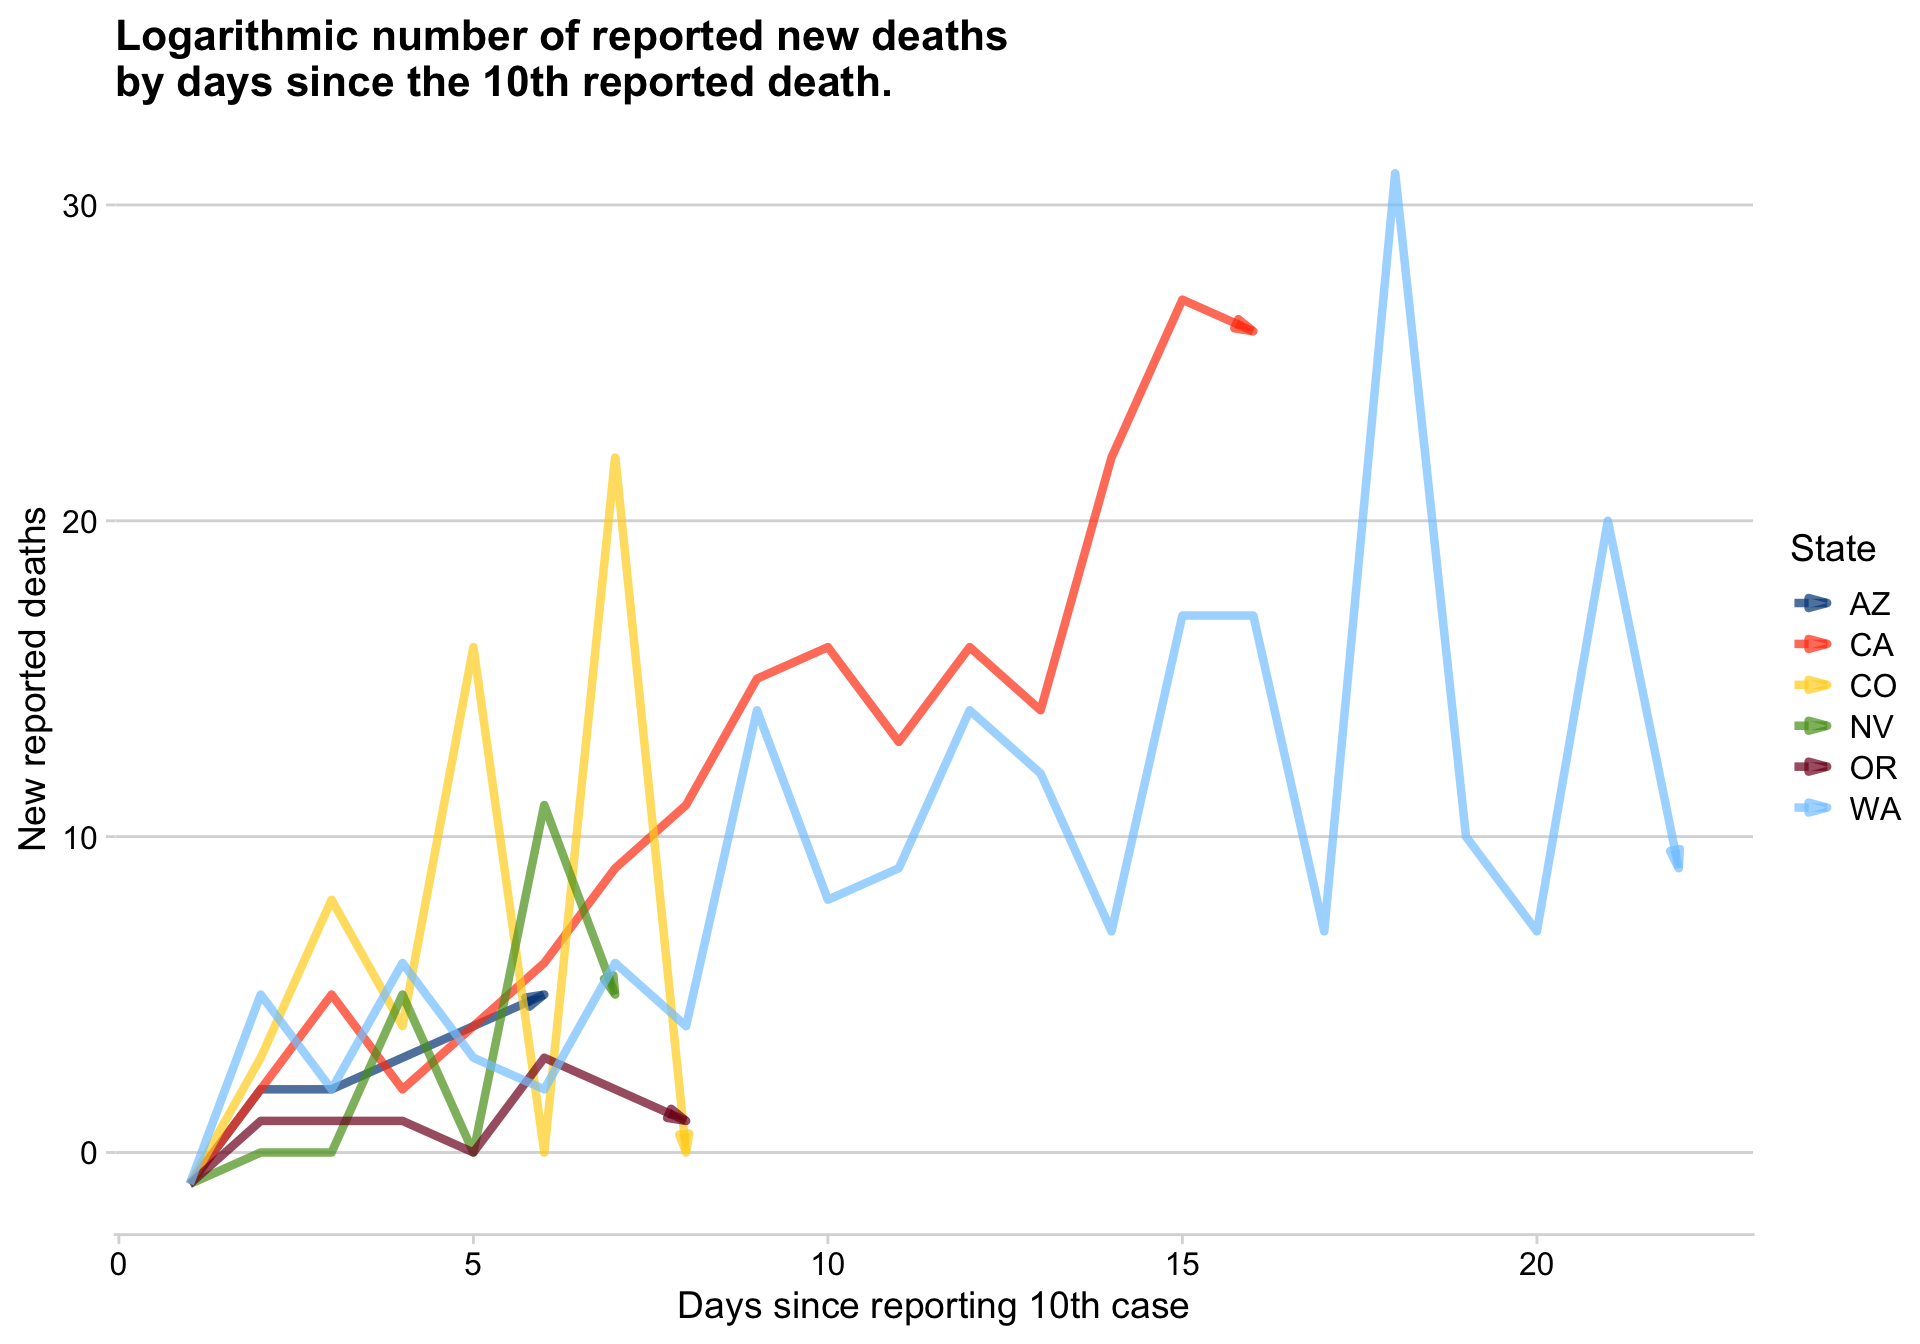 Logarithmic number of reported new deaths
by days since the 10th reported death.
New reported deaths
30
20
10
0
0 5 10 15 20
Days since reporting 10th case
State
AZ
CA
CO
NV
OR
WA